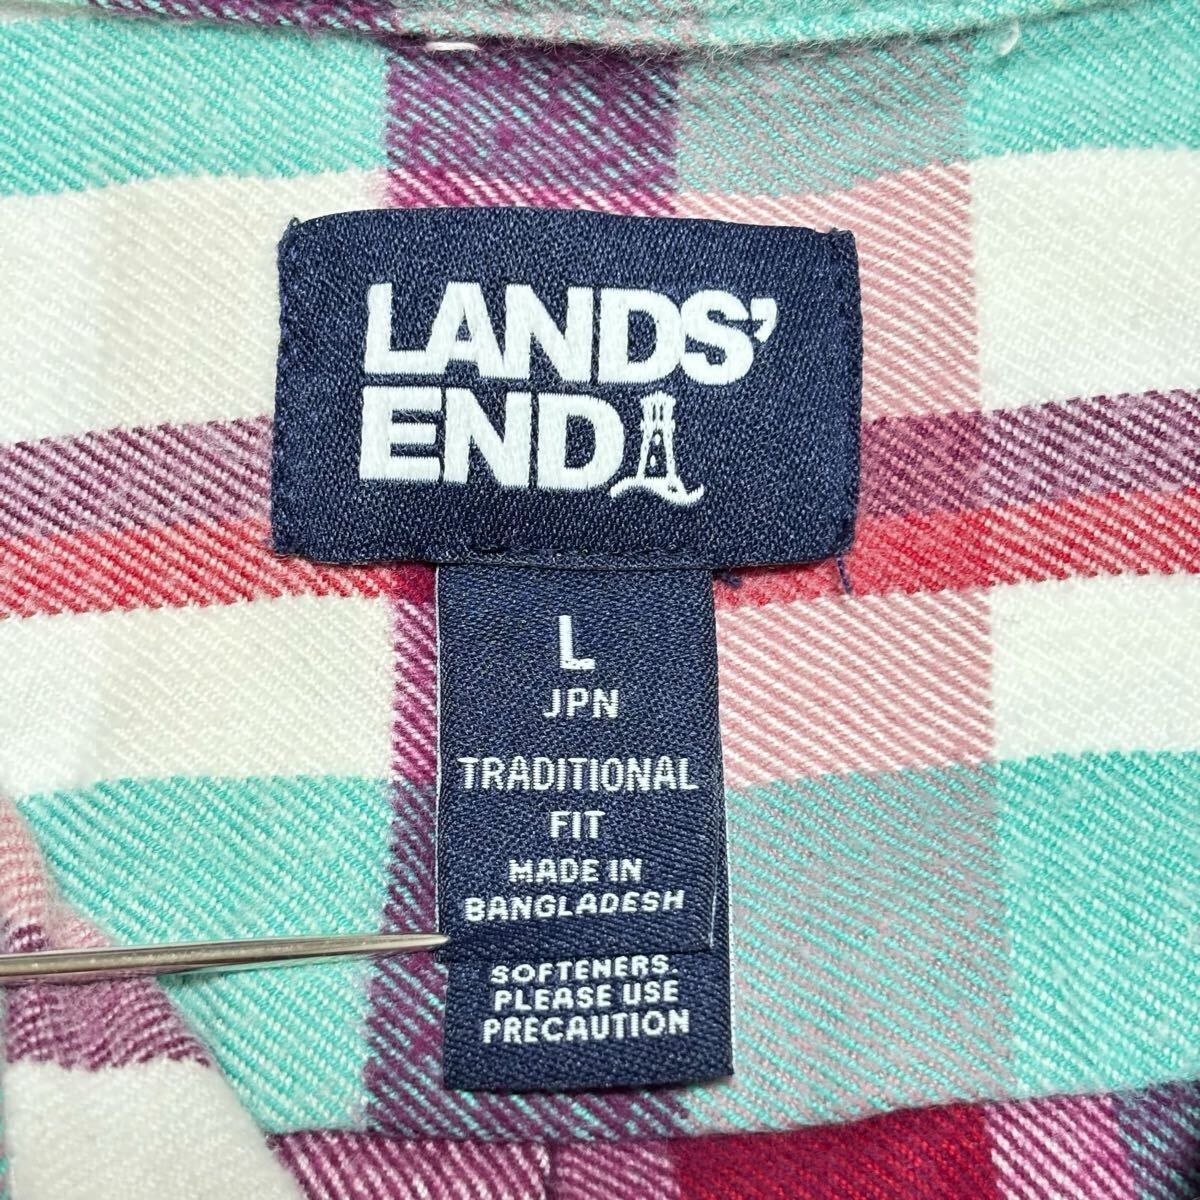 LANDS'
END
L
JPN
TRADITIONAL
FIT
MADE IN
BANGLADESH
SOFTENERS.
PLEASE USE
PRECAUTION